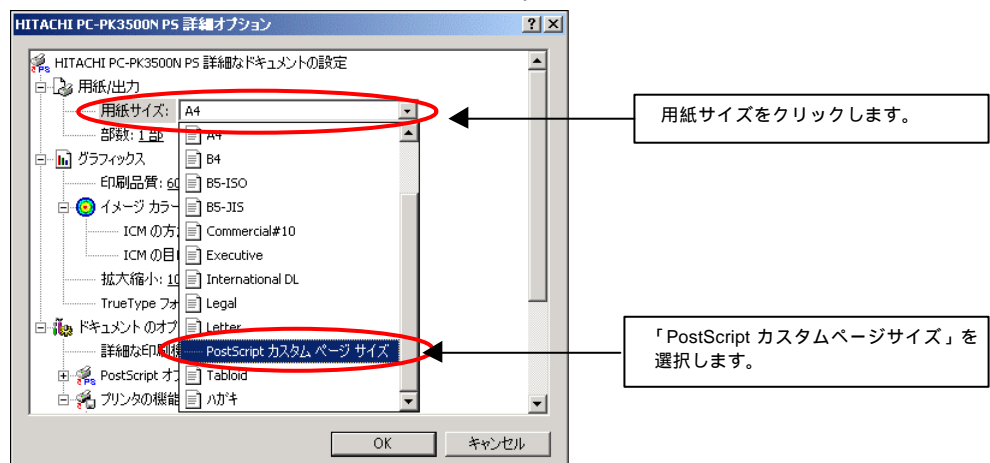 HITACHI PC-PK3500N PS 詳細オプション
HITACHI PC-PK3500N PS 詳細なドキュメントの設定
用紙/出力
用紙サイズ: A4
部数: 1 部
A4
グラフィックス
B4
印刷品質: 60
B5-ISO
イメージ カラー
B5-JIS
ICM の方
Commercial#10
ICM の目
Executive
拡大縮小: 10
International DL
TrueType フォ
Legal
ドキュメント のオプ
Letter
詳細な印刷機
PostScript カスタム ページ サイズ
PostScript オプ
Tabloid
プリンタの機能
ハガキ
OK
キャンセル
用紙サイズをクリックします。
「PostScript カスタムページサイズ」を
選択します。